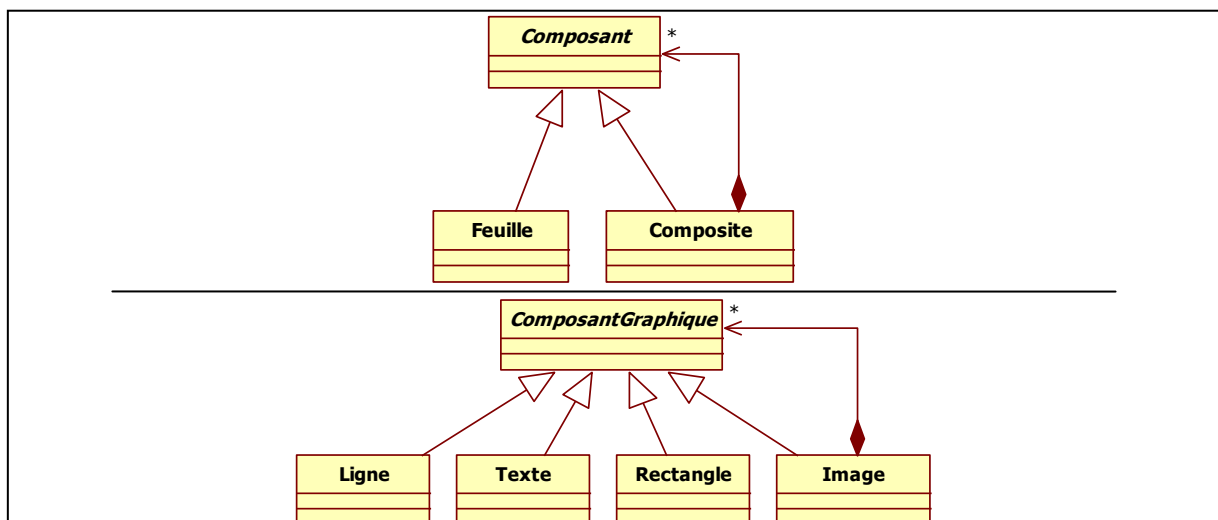 Composant *
Feuille Composite
ComposantGraphique *
Ligne Texte Rectangle Image